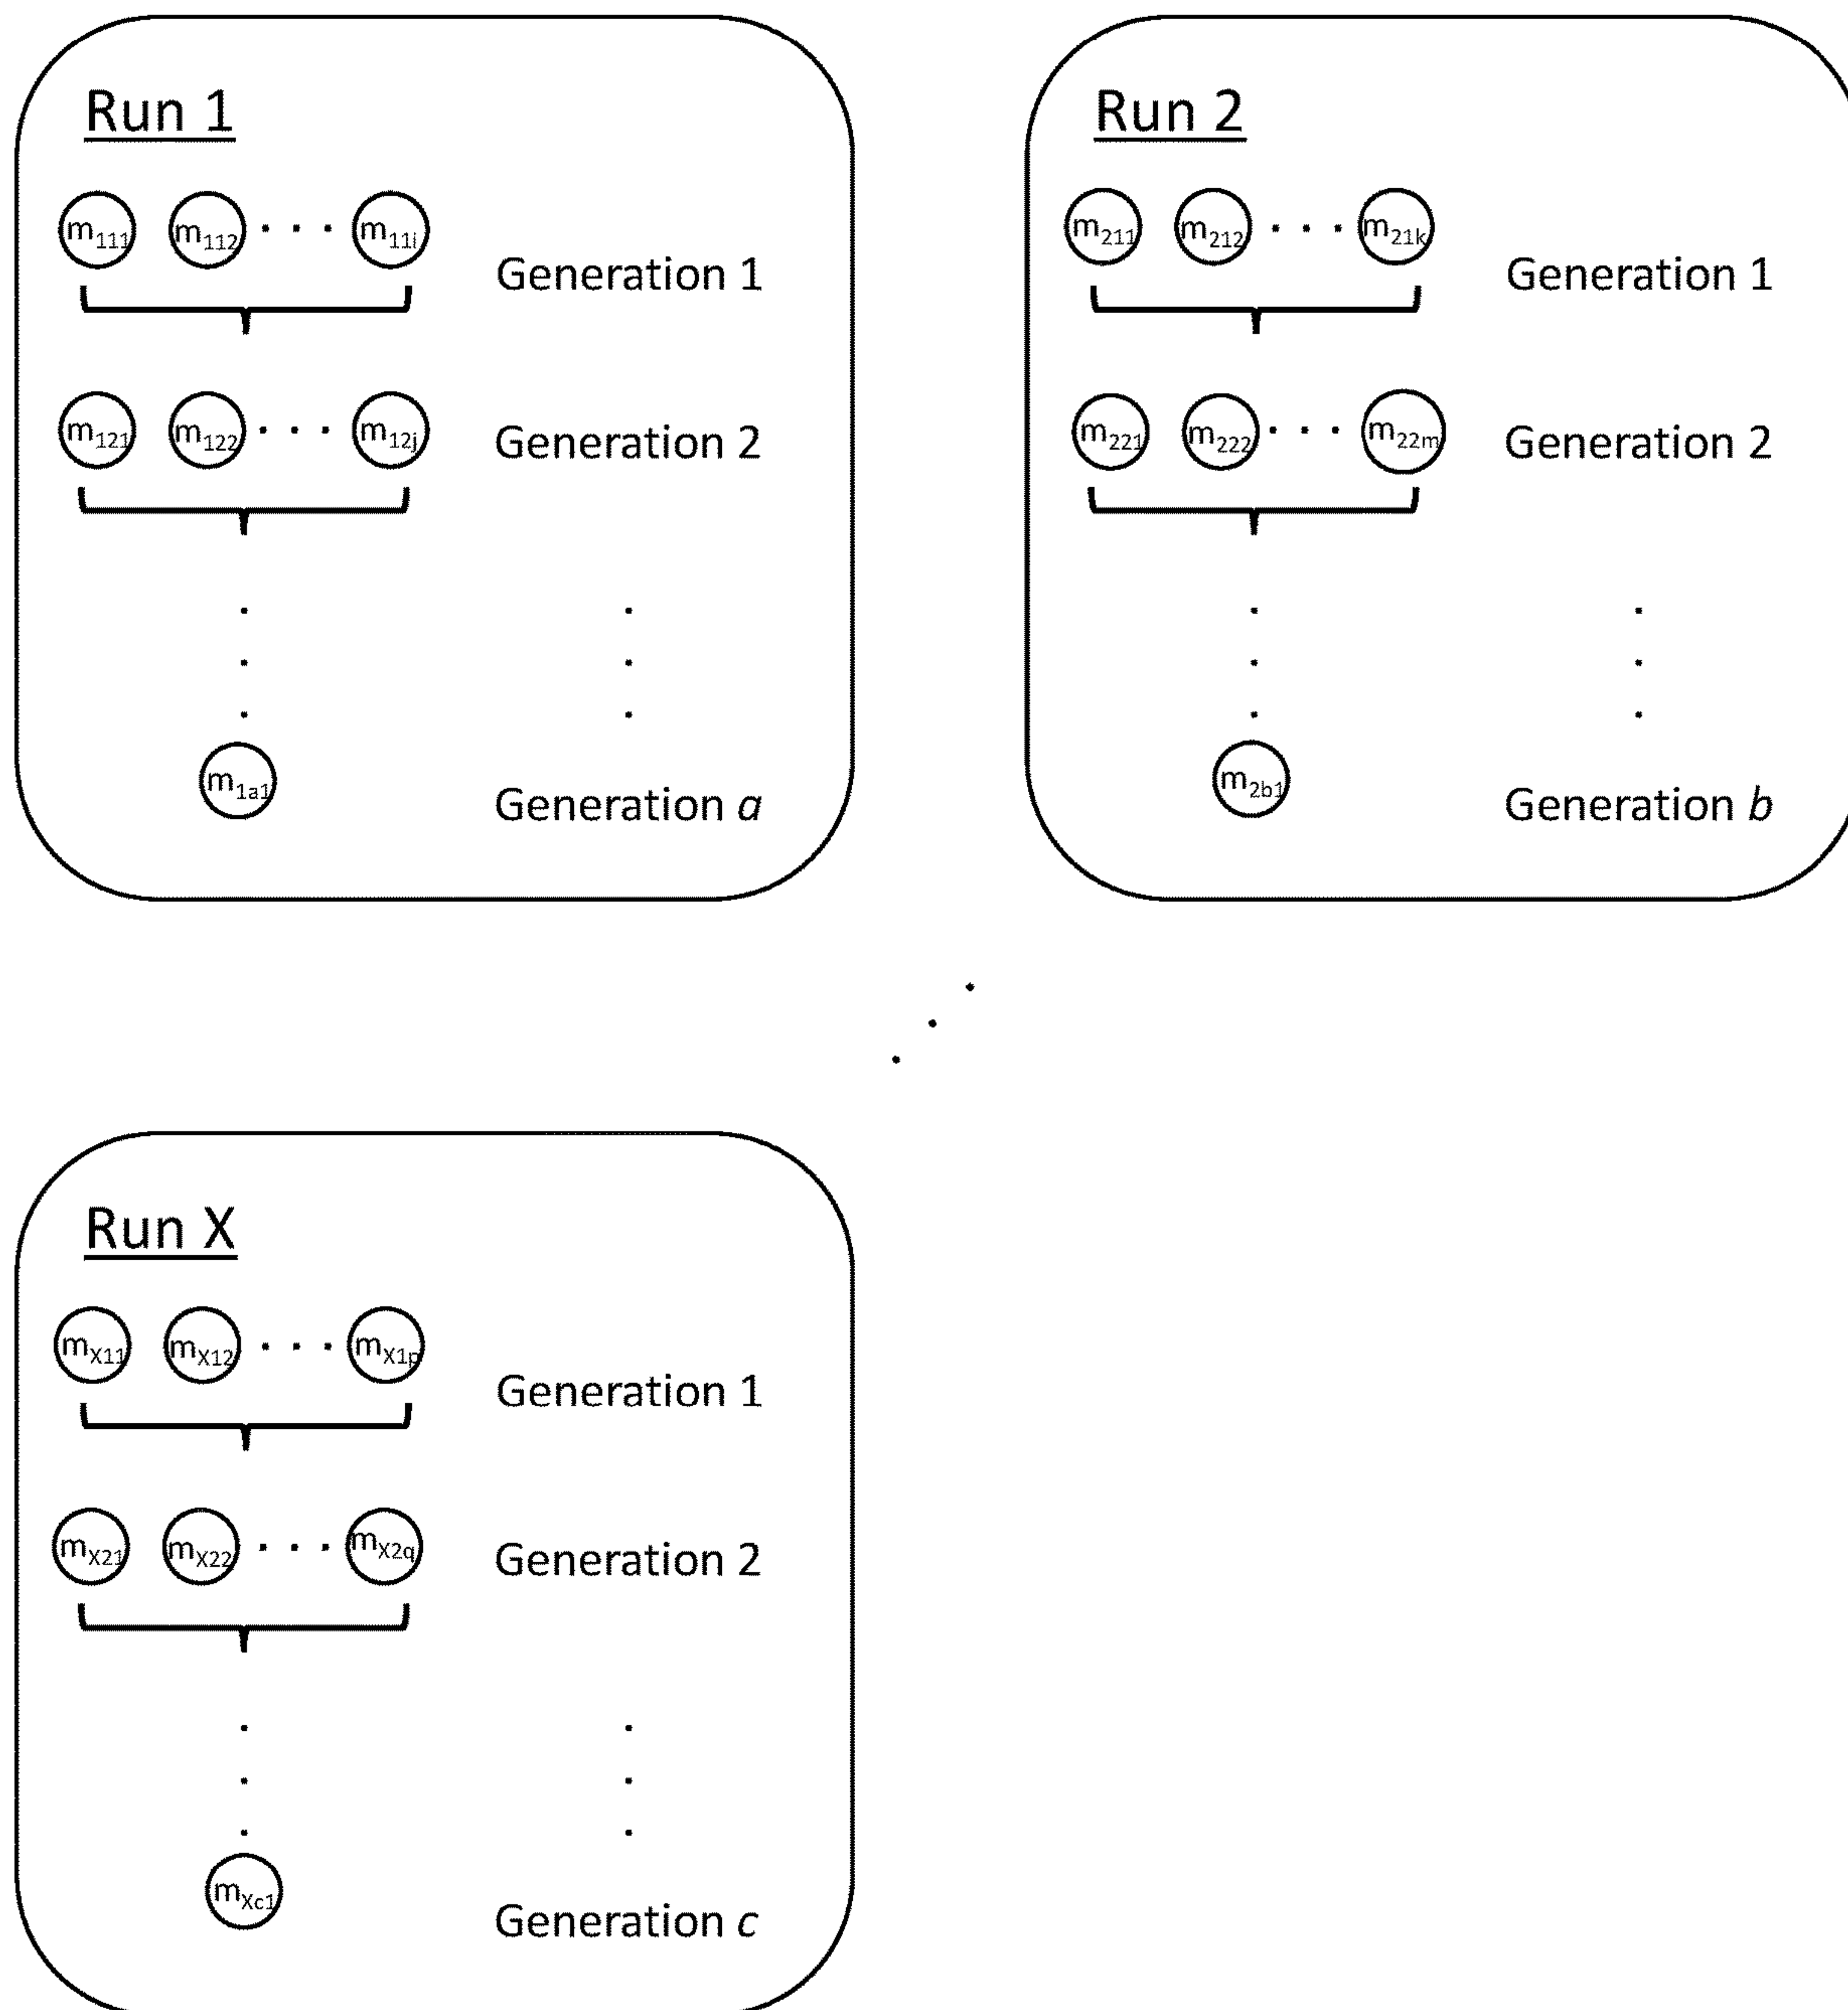 Run 1
m111 m112 · · · m11i
Generation 1
m121 m122 · · · m12j
Generation 2
m1a1
Generation a
Run 2
m211 m212 · · · m21k
Generation 1
m221 m222 · · · m22m
Generation 2
m2b1
Generation b
Run X
mX11 mX12 · · · mX1p
Generation 1
mX21 mX22 · · · mX2q
Generation 2
mXc1
Generation c